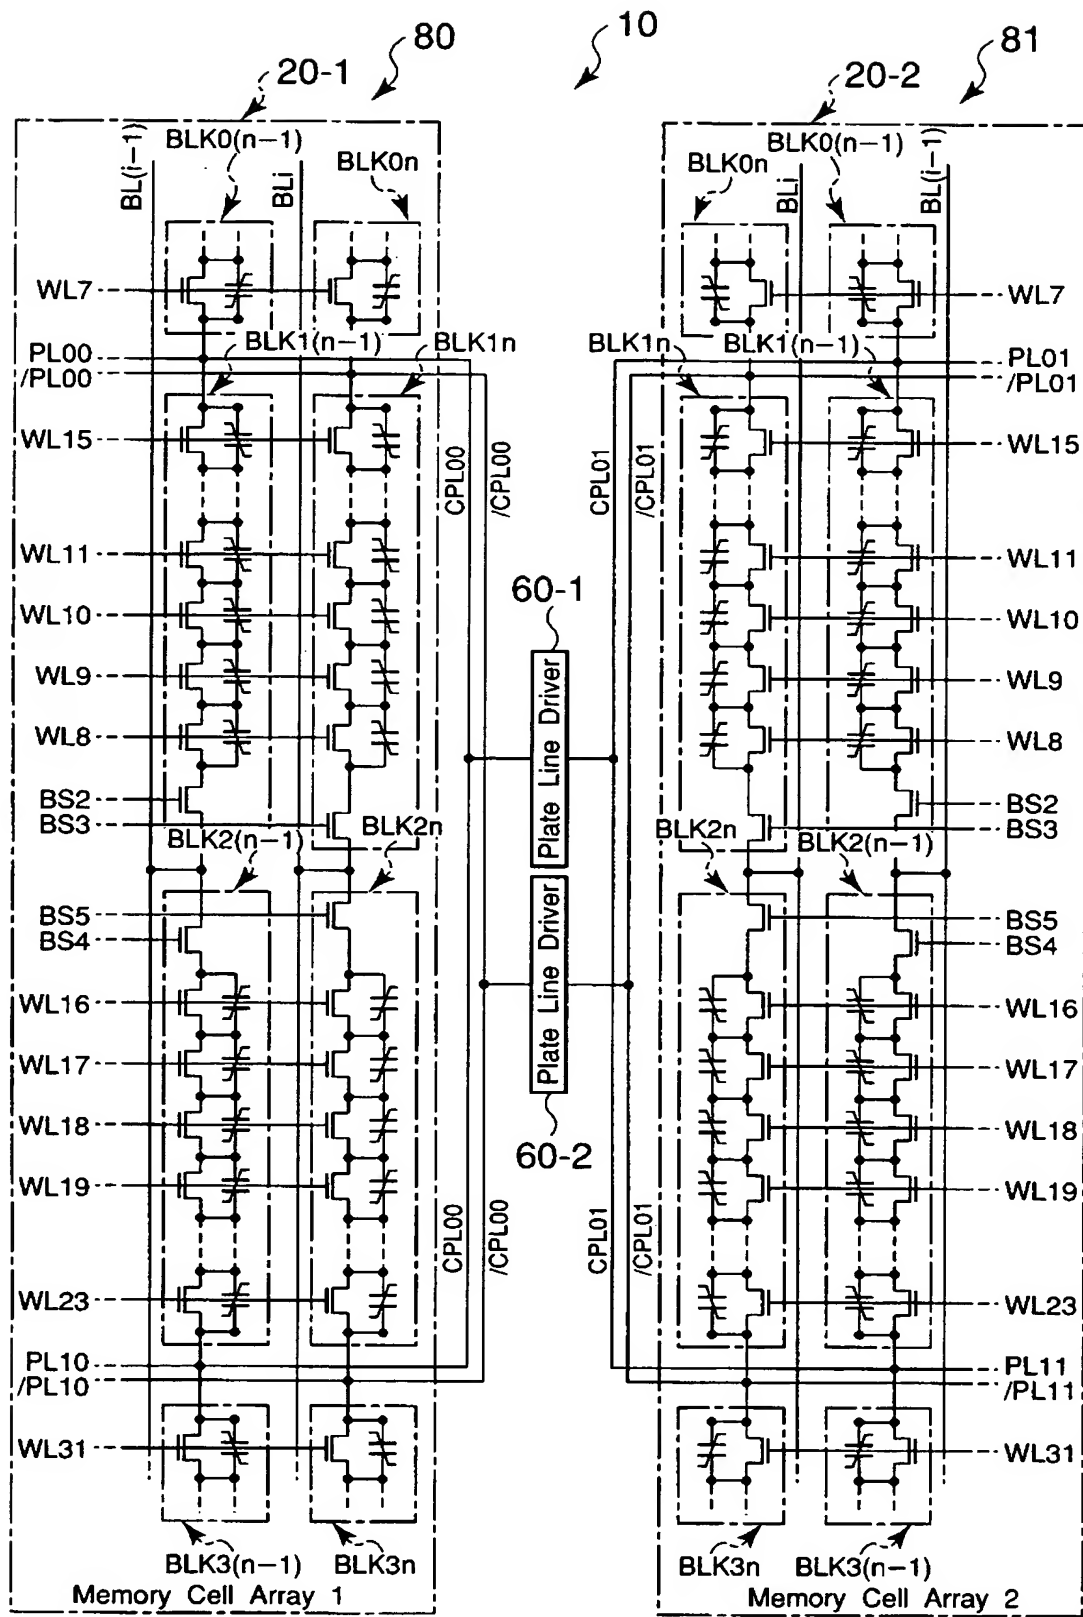 80
10
81
20-1
20-2
BL(i-1)
BLK0(n-1)
BLi
BLK0n
BLK0n
BLi
BLK0(n-1)
BL(i-1)
WL7
WL7
PL00
/PL00
BLK1(n-1)
BLK1n
BLK1n
BLK1(n-1)
PL01
/PL01
WL15
WL15
CPL00
/CPL00
CPL01
/CPL01
WL11
WL11
WL10
WL10
60-1
WL9
WL9
WL8
WL8
Plate Line Driver
BS2
BS3
BS2
BS3
BLK2(n-1)
BLK2n
BLK2n
BLK2(n-1)
BS5
BS4
BS5
BS4
Plate Line Driver
WL16
WL16
WL17
WL17
WL18
WL18
60-2
WL19
WL19
CPL00
/CPL00
CPL01
/CPL01
WL23
WL23
PL10
/PL10
PL11
/PL11
WL31
WL31
BLK3(n-1)
BLK3n
BLK3n
BLK3(n-1)
Memory Cell Array 1
Memory Cell Array 2